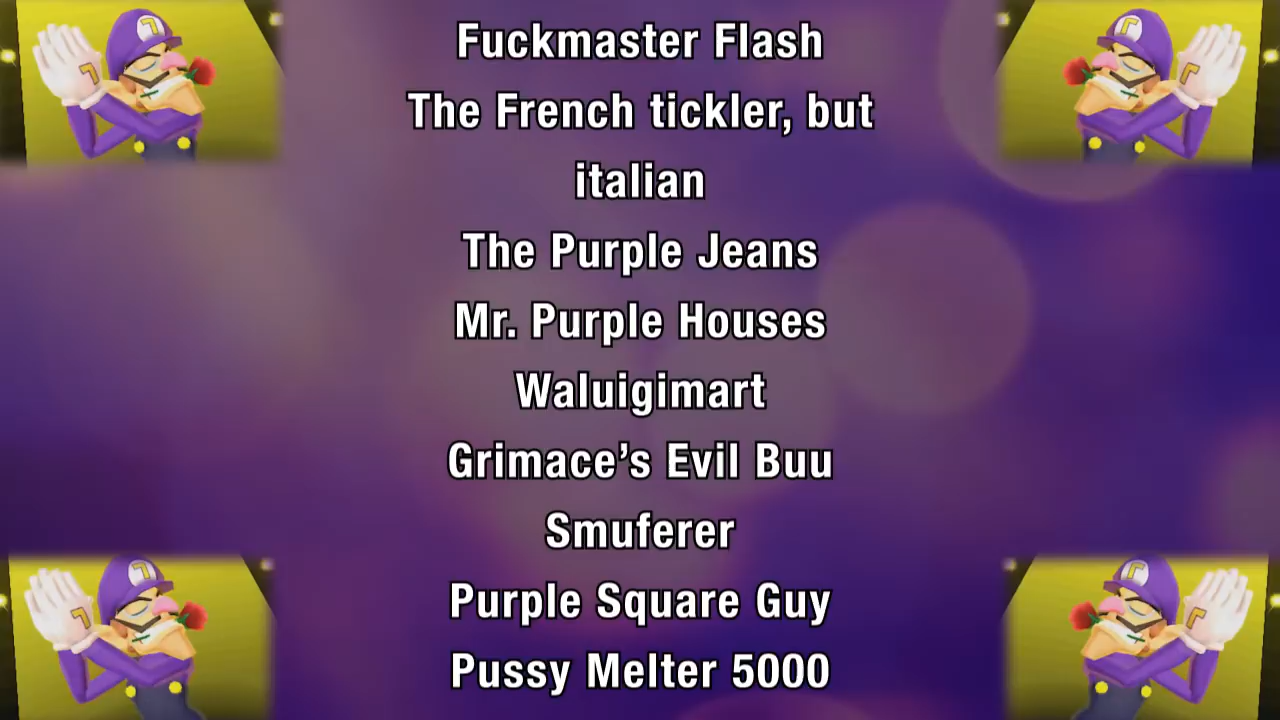 Fuckmaster Flash
The French tickler, but
italian
The Purple Jeans
Mr. Purple Houses
Waluigimart
Grimace’s Evil Buu
Smuferer
Purple Square Guy
Pussy Melter 5000